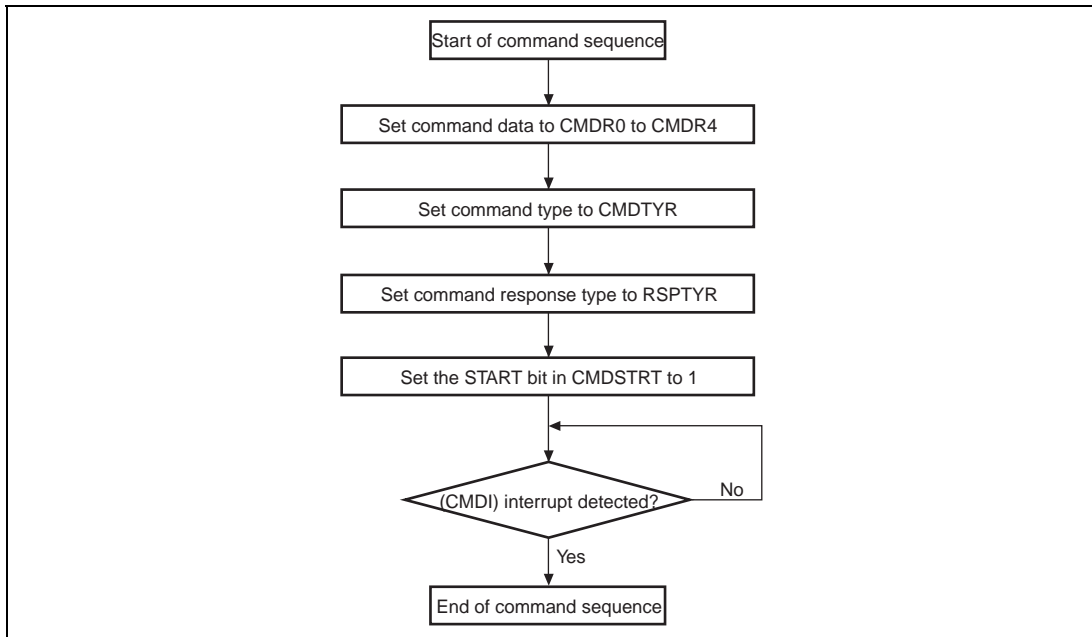 Start of command sequence
Set command data to CMDR0 to CMDR4
Set command type to CMDTYR
Set command response type to RSPTYR
Set the START bit in CMDSTRT to 1
(CMDI) interrupt detected?
No
Yes
End of command sequence